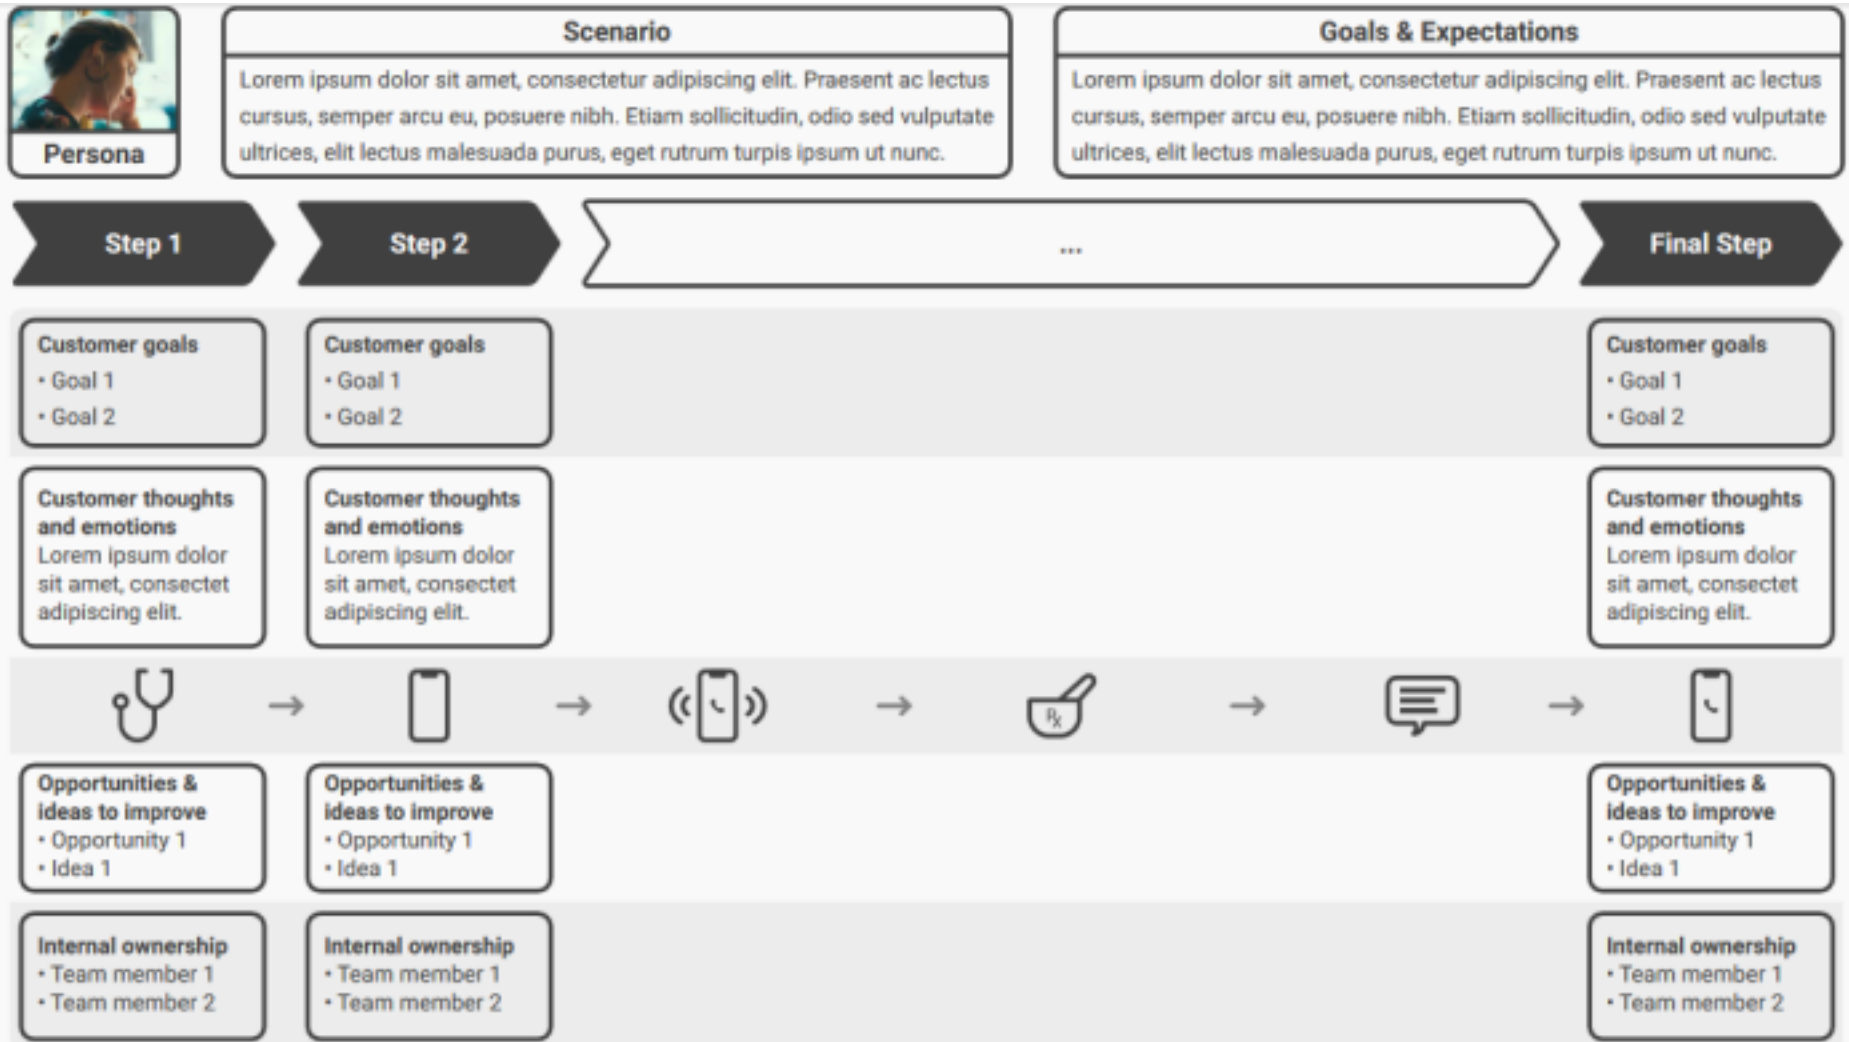 Persona
Scenario
Lorem ipsum dolor sit amet, consectetur adipiscing elit. Praesent ac lectus
cursus, semper arcu eu, posuere nibh. Etiam sollicitudin, odio sed vulputate
ultrices, elit lectus malesuada purus, eget rutrum turpis ipsum ut nunc.
Goals & Expectations
Lorem ipsum dolor sit amet, consectetur adipiscing elit. Praesent ac lectus
cursus, semper arcu eu, posuere nibh. Etiam sollicitudin, odio sed vulputate
ultrices, elit lectus malesuada purus, eget rutrum turpis ipsum ut nunc.
Step 1
Step 2
...
Final Step
Customer goals
• Goal 1
• Goal 2
Customer goals
• Goal 1
• Goal 2
Customer goals
• Goal 1
• Goal 2
Customer thoughts
and emotions
Lorem ipsum dolor
sit amet, consectet
adipiscing elit.
Customer thoughts
and emotions
Lorem ipsum dolor
sit amet, consectet
adipiscing elit.
Customer thoughts
and emotions
Lorem ipsum dolor
sit amet, consectet
adipiscing elit.
℞
Opportunities &
ideas to improve
• Opportunity 1
• Idea 1
Opportunities &
ideas to improve
• Opportunity 1
• Idea 1
Opportunities &
ideas to improve
• Opportunity 1
• Idea 1
Internal ownership
• Team member 1
• Team member 2
Internal ownership
• Team member 1
• Team member 2
Internal ownership
• Team member 1
• Team member 2